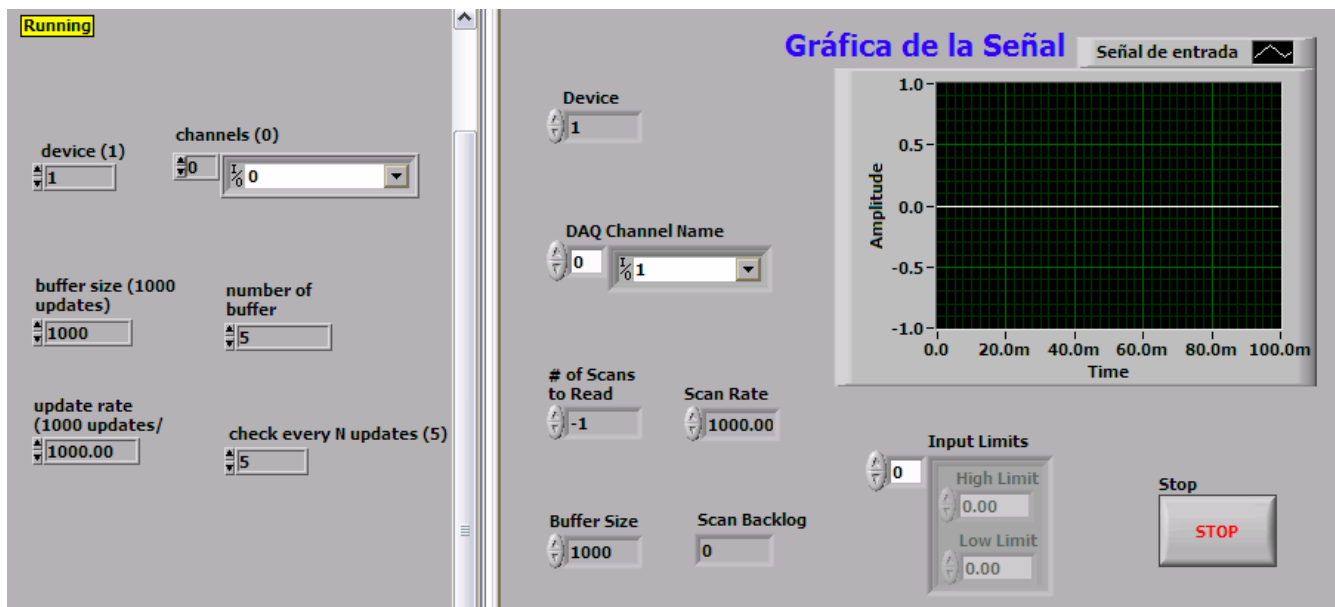 Running
device (1)
1
channels (0)
0
I/0 0
buffer size (1000
updates)
1000
number of
buffer
5
update rate
(1000 updates/
1000.00
check every N updates (5)
5
Gráfica de la Señal
Señal de entrada
Device
1
DAQ Channel Name
0
I/0 1
# of Scans
to Read
-1
Scan Rate
1000.00
Buffer Size
1000
Scan Backlog
0
1.0
0.5
0.0
-0.5
-1.0
Amplitude
0.0 20.0m 40.0m 60.0m 80.0m 100.0m
Time
Input Limits
0
High Limit
0.00
Low Limit
0.00
Stop
STOP